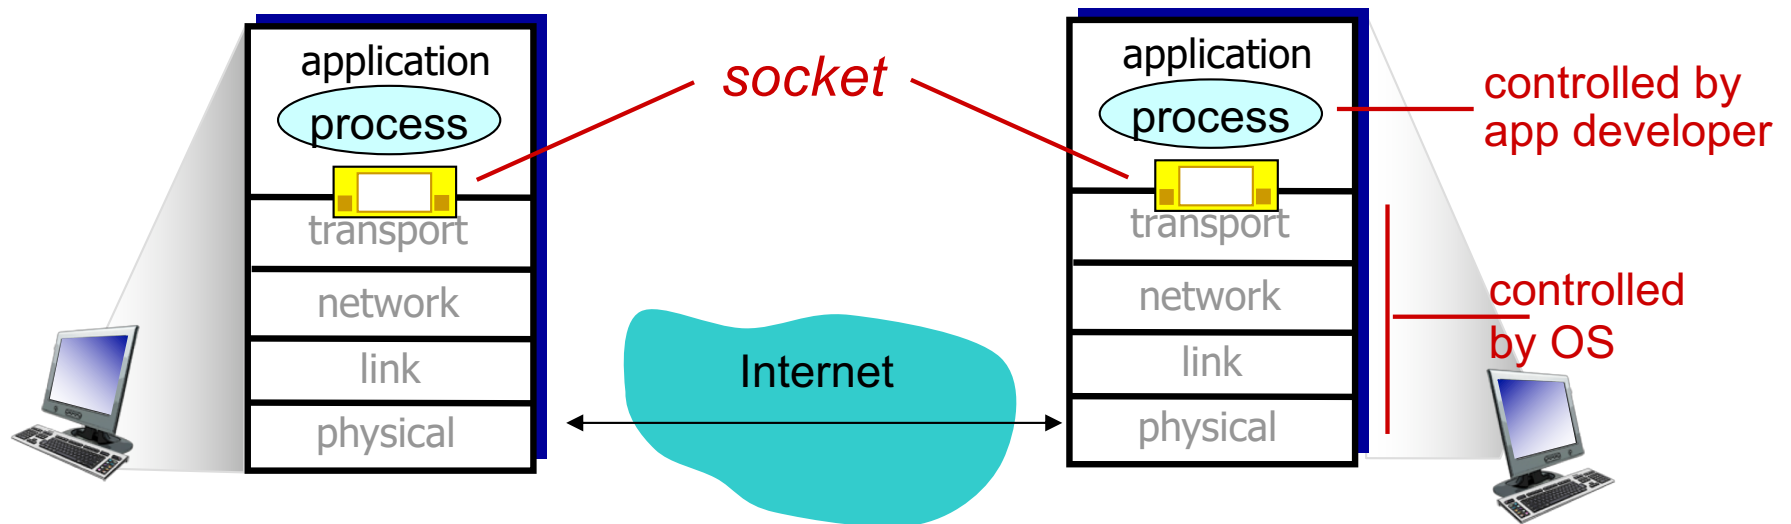 application
process
transport
network
link
physical
socket
Internet
application
process
transport
network
link
physical
controlled by
app developer
controlled
by OS